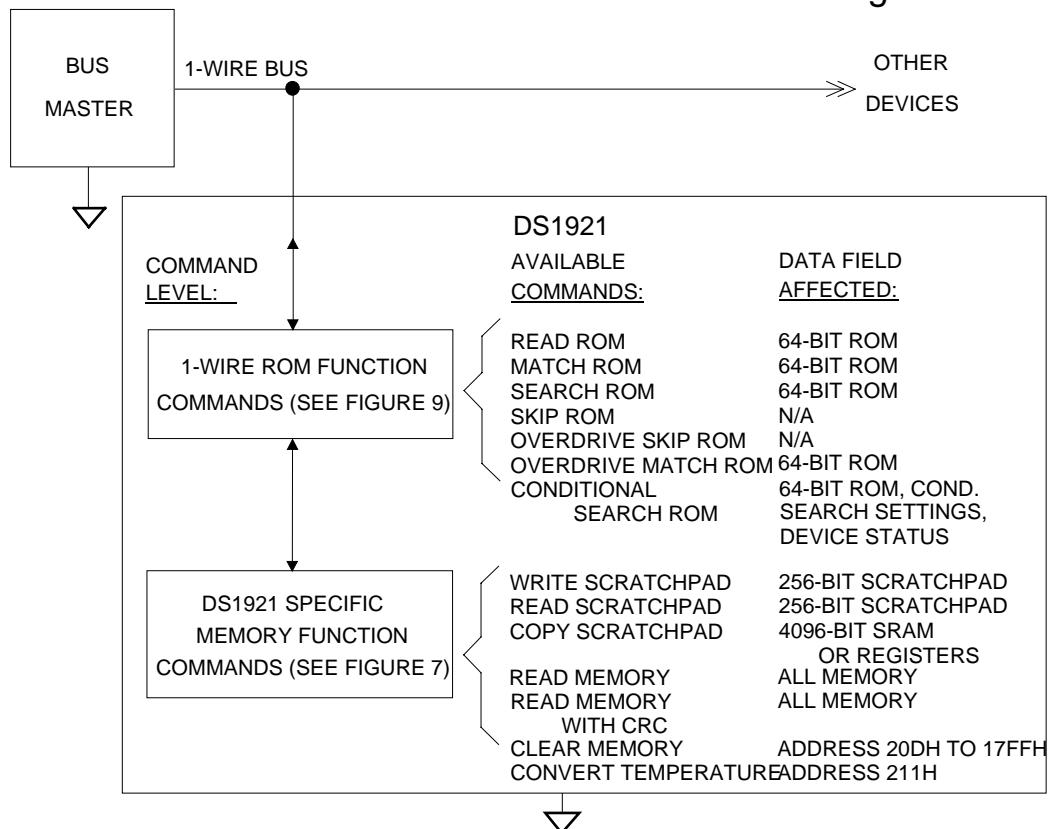 BUS
MASTER
1-WIRE BUS
OTHER
DEVICES
DS1921
COMMAND
LEVEL:
AVAILABLE
COMMANDS:
DATA FIELD
AFFECTED:
1-WIRE ROM FUNCTION
COMMANDS (SEE FIGURE 9)
READ ROM 64-BIT ROM
MATCH ROM 64-BIT ROM
SEARCH ROM 64-BIT ROM
SKIP ROM N/A
OVERDRIVE SKIP ROM N/A
OVERDRIVE MATCH ROM 64-BIT ROM
CONDITIONAL 64-BIT ROM, COND.
SEARCH ROM SEARCH SETTINGS,
DEVICE STATUS
DS1921 SPECIFIC
MEMORY FUNCTION
COMMANDS (SEE FIGURE 7)
WRITE SCRATCHPAD 256-BIT SCRATCHPAD
READ SCRATCHPAD 256-BIT SCRATCHPAD
COPY SCRATCHPAD 4096-BIT SRAM
OR REGISTERS
READ MEMORY ALL MEMORY
READ MEMORY ALL MEMORY
WITH CRC
CLEAR MEMORY ADDRESS 20DH TO 17FFH
CONVERT TEMPERATURE ADDRESS 211H